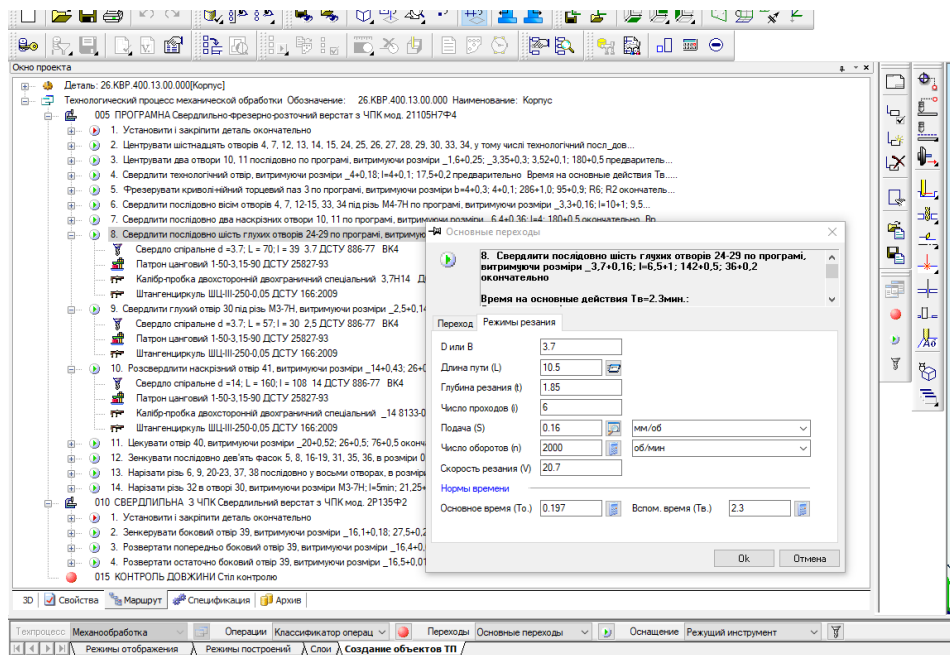 Окно проекта
Деталь: 26.КВР.400.13.00.000[Корпус]
Технологический процесс механической обработки Обозначение: 26.КВР.400.13.00.000 Наименование: Корпус
005 ПРОГРАМНА Свердлильно-фрезерно-розточний верстат з ЧПК мод. 21105Н7Ф4
1. Установити і закріпити деталь окончательно
2. Центрувати шістнадцять отворів 4, 7, 12, 13, 14, 15, 24, 25, 26, 27, 28, 29, 30, 33, 34, у тому числі технологічний посл_дов...
3. Центрувати два отвори 10, 11 послідовно по програмі, витримуючи розміри _1,6+0,25; _3,35+0,3; 3,52+0,1; 180+0,5 предваритель...
4. Свердлити технологічний отвір, витримуючи розміри _4+0,18; l=4+0,1; 17,5+0,2 предварительно Время на основные действия Тв.....
5. Фрезерувати криволінійний торцевий паз 3 по програмі, витримуючи розміри b=4+0,3; 4+0,1; 286+1,0; 95+0,9; R6; R2 окончатель...
6. Свердлити послідовно вісім отворів 4, 7, 12-15, 33, 34 під різь М4-7Н по програмі, витримуючи розміри _3,3+0,16; l=10+1; 9,5...
7. Свердлити послідовно два наскрізних отвори 10, 11 по програмі, витримуючи розміри _6,4+0,36; l=4; 180+0,5 окончательно Вр
8. Свердлити послідовно шість глухих отворів 24-29 по програмі, витримую
Свердло спіральне d =3.7; L = 70; l = 39 3.7 ДСТУ 886-77 ВК4
Патрон цанговий 1-50-3,15-90 ДСТУ 25827-93
Калібр-пробка двохсторонній двохграничний специальний 3,7Н14
Штангенциркуль ШЦ-III-250-0,05 ДСТУ 166:2009
9. Свердлити глухий отвір 30 під різь М3-7Н, витримуючи розміри _2,5+0,14
Свердло спіральне d =3.7; L = 57; l = 30 2,5 ДСТУ 886-77 ВК4
Патрон цанговий 1-50-3,15-90 ДСТУ 25827-93
Штангенциркуль ШЦ-III-250-0,05 ДСТУ 166:2009
10. Розсвердлити наскрізний отвір 41, витримуючи розміри _14+0,43; 26+0
Свердло спіральне d =14; L = 160; l = 108 14 ДСТУ 886-77 ВК4
Патрон цанговий 1-50-3,15-90 ДСТУ 25827-93
Калібр-пробка двохсторонній двохграничний специальний _14 8133-0
Штангенциркуль ШЦ-III-250-0,05 ДСТУ 166:2009
11. Цекувати отвір 40, витримуючи розміри _20+0,52; 26+0,5; 76+0,5 оконч
12. Зенкувати послідовно дев'ять фасок 5, 8, 16-19, 31, 35, 36, в розміри 0
13. Нарізати різь 6, 9, 20-23, 37, 38 послідовно у восьми отворах, в розмір
14. Нарізати різь 32 в отворі 30, витримуючи розміри М3-7Н; l=5min; 21,25+
010 СВЕРДЛИЛЬНА З ЧПК Свердлильний верстат з ЧПК мод. 2Р135Ф2
1. Установити і закріпити деталь окончательно
2. Зенкерувати боковий отвір 39, витримуючи розміри _16,1+0,18; 27,5+0,2
3. Розвертати попередньо боковий отвір 39, витримуючи розміри _16,4+0,
4. Розвертати остаточно боковий отвір 39, витримуючи розміри _16,5+0,01
015 КОНТРОЛЬ ДОВЖИНИ Стіл контролю
Основные переходы
8. Свердлити послідовно шість глухих отворів 24-29 по програмі,
витримуючи розміри _3,7+0,16; l=6,5+1; 142+0,5; 36+0,2
окончательно
Время на основные действия Тв=2.3мин.:
Переход Режимы резания
D или B 3.7
Длина пути (L) 10.5
Глубина резания (t) 1.85
Число проходов (i) 6
Подача (S) 0.16 мм/об
Число оборотов (n) 2000 об/мин
Скорость резания (V) 20.7
Нормы времени
Основное время (То.) 0.197 Вспом. время (Тв.) 2.3
Ok Отмена
3D Свойства Маршрут Спецификация Архив
Техпроцесс Механообработка Операции Классификатор операц Переходы Основные переходы Оснащение Режущий инструмент
Режимы отображения Режимы построений Слои Создание объектов ТП